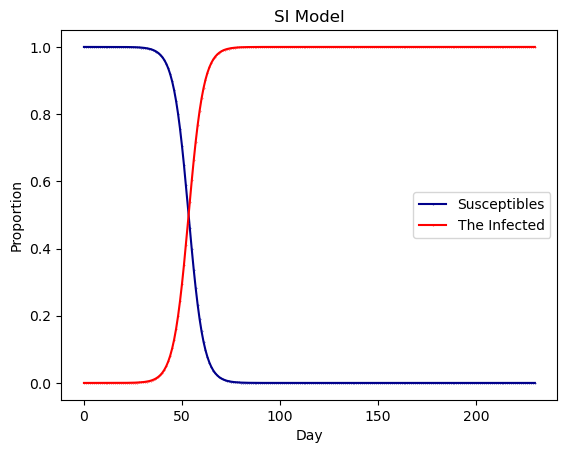 SI Model
1.0
0.8
0.6
0.4
0.2
0.0
Proportion
Susceptibles
The Infected
0 50 100 150 200
Day